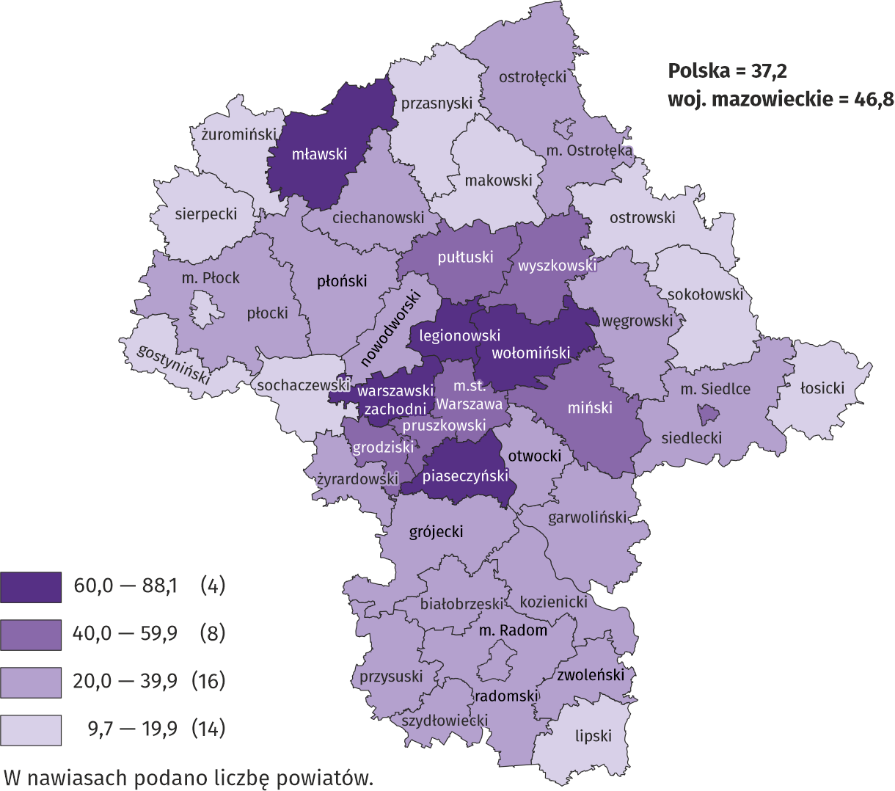 Polska = 37,2
woj. mazowieckie = 46,8
ostrołęcki
przasnyski
żuromiński
mławski
m. Ostrołęka
makowski
sierpecki
ciechanowski
ostrowski
pułtuski
wyszkowski
m. Płock
płoński
sokołowski
płocki
nowodworski
węgrowski
legionowski
wołomiński
gostyniński
sochaczewski
warszawski
zachodni
m.st.
Warszawa
m. Siedlce
łosicki
miński
pruszkowski
siedlecki
grodziski
otwocki
żyrardowski
piaseczyński
garwoliński
grójecki
białobrzeski
kozienicki
m. Radom
przysuski
zwoleński
radomski
szydłowiecki
lipski
60,0 — 88,1 (4)
40,0 — 59,9 (8)
20,0 — 39,9 (16)
9,7 — 19,9 (14)
W nawiasach podano liczbę powiatów.